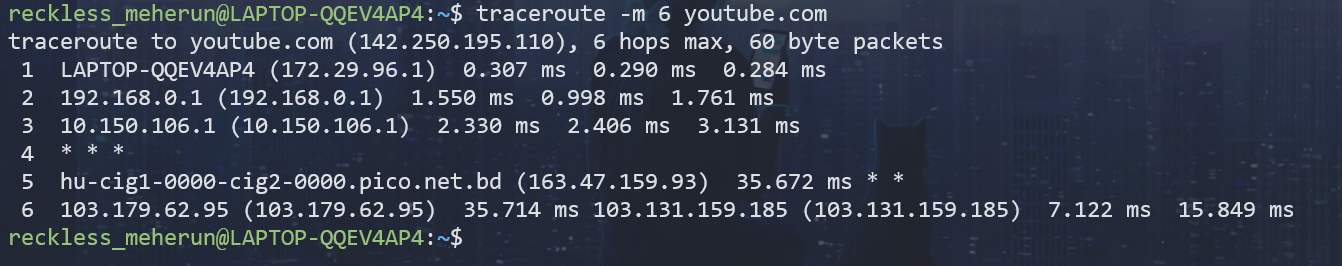 reckless_meherun@LAPTOP-QQEV4AP4:~$ traceroute -m 6 youtube.com
traceroute to youtube.com (142.250.195.110), 6 hops max, 60 byte packets
 1  LAPTOP-QQEV4AP4 (172.29.96.1)  0.307 ms  0.290 ms  0.284 ms
 2  192.168.0.1 (192.168.0.1)  1.550 ms  0.998 ms  1.761 ms
 3  10.150.106.1 (10.150.106.1)  2.330 ms  2.406 ms  3.131 ms
 4  * * *
 5  hu-cig1-0000-cig2-0000.pico.net.bd (163.47.159.93)  35.672 ms * *
 6  103.179.62.95 (103.179.62.95)  35.714 ms 103.131.159.185 (103.131.159.185)  7.122 ms  15.849 ms
reckless_meherun@LAPTOP-QQEV4AP4:~$